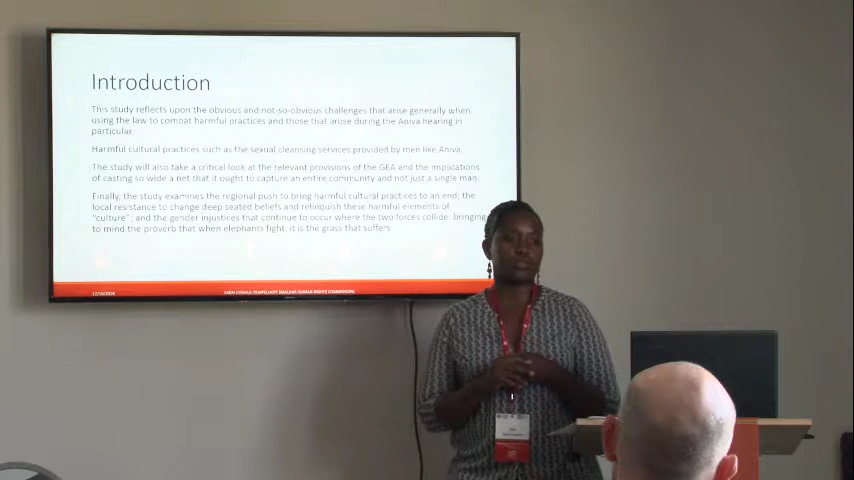 Introduction
This study reflects upon the obvious and not-so-obvious challenges that arise generally when
using the law to combat harmful practices and those that arose during the Aniva hearing in
particular.
Harmful cultural practices such as the sexual cleansing services provided by men like Aniva.
The study will also take a critical look at the relevant provisions of the GEA and the implications
of casting so wide a net that it ought to capture an entire community and not just a single man.
Finally, the study examines the regional push to bring harmful cultural practices to an end; the
local resistance to change deep seated beliefs and relinquish these harmful elements of
"culture"; and the gender injustices that continue to occur where the two forces collide- bringing
to mind the proverb that when elephants fight, it is the grass that suffers
(MALAWI HUMAN RIGHTS COMMISSION)